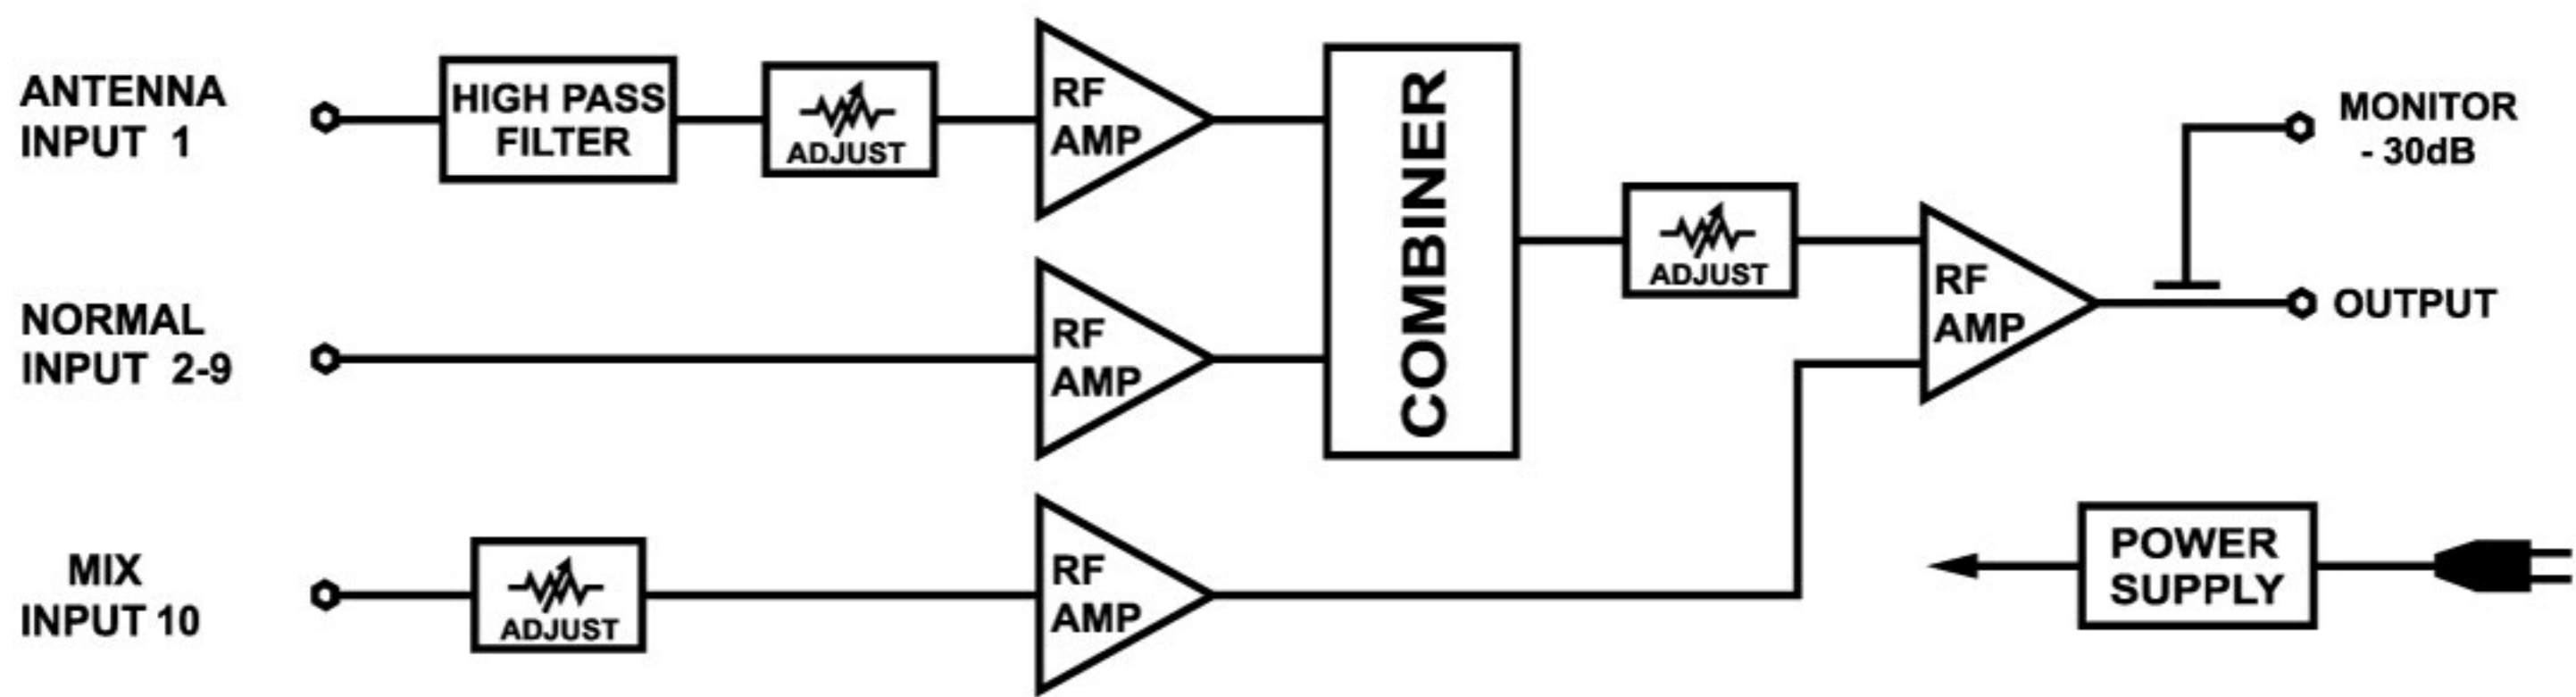 ANTENNA
INPUT 1
HIGH PASS
FILTER
ADJUST
RF
AMP
COMBINER
MONITOR
- 30dB
NORMAL
INPUT 2-9
RF
AMP
ADJUST
RF
AMP
OUTPUT
MIX
INPUT 10
ADJUST
RF
AMP
POWER
SUPPLY